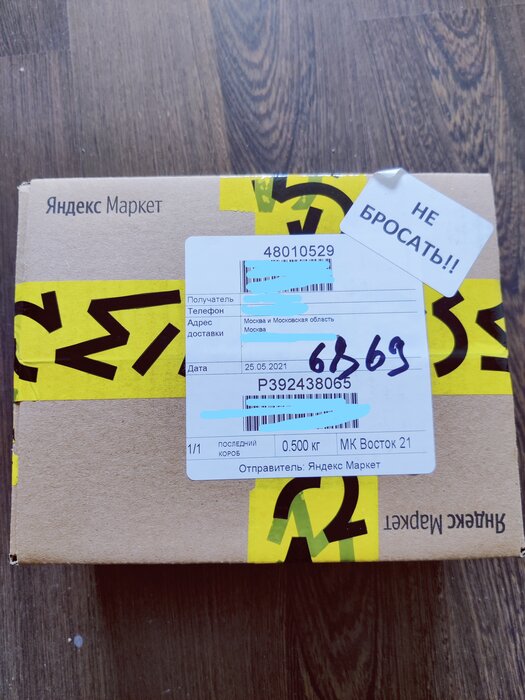 Яндекс Маркет
НЕ
БРОСАТЬ!!
48010529
Получатель
Телефон
Адрес доставки
Москва и Московская область
Москва
Дата 25.05.2021
6869
P392438065
1/1 ПОСЛЕДНИЙ КОРОБ 0.500 кг МК Восток 21
Отправитель: Яндекс Маркет
Яндекс Маркет